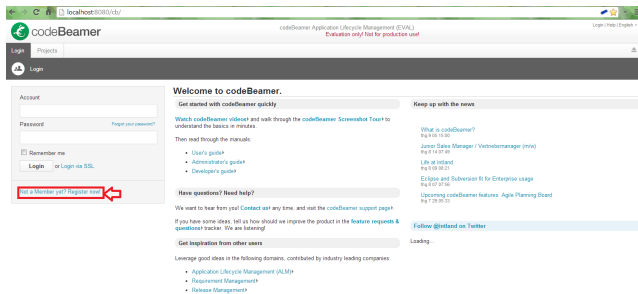 localhost:8080/cb/
codeBeamer
codeBeamer Application Lifecycle Management (EVAL)
Evaluation only! Not for production use!
Login | Help | English
Login
Projects
Login
Account
Password
Forgot your password?
Remember me
Login or Login via SSL
Not a Member yet? Register now!
Welcome to codeBeamer.
Get started with codeBeamer quickly
Watch codeBeamer videos and walk through the codeBeamer Screenshot Tour to
understand the basics in minutes.
Then read through the manuals:
User's guide
Administrator's guide
Developer's guide
Have questions? Need help?
We want to hear from you! Contact us any time, and visit the codeBeamer support page.
If you have some ideas, tell us how should we improve the product in the feature requests &
questions tracker. We are listening!
Get inspiration from other users
Leverage good ideas in the following domains, contributed by industry leading companies:
Application Lifecycle Management (ALM)
Requirement Management
Release Management
Keep up with the news
What is codeBeamer?
Junior Sales Manager / Vertriebsmanager (m/w)
Life at Intland
Eclipse and Subversion fit for Enterprise usage
Upcoming codeBeamer features: Agile Planning Board
Follow @intland on Twitter
Loading...